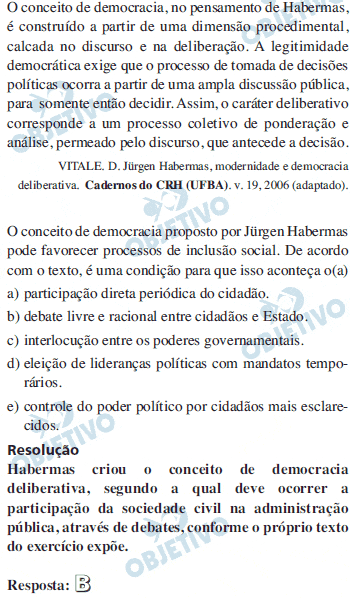 O conceito de democracia, no pensamento de Habermas,
é construído a partir de uma dimensão procedimental,
calcada no discurso e na deliberação. A legitimidade
democrática exige que o processo de tomada de decisões
políticas ocorra a partir de uma ampla discussão pública,
para somente então decidir. Assim, o caráter deliberativo
corresponde a um processo coletivo de ponderação e
análise, permeado pelo discurso, que antecede a decisão.
VITALE. D. Jürgen Habermas, modernidade e democracia
deliberativa. Cadernos do CRH (UFBA). v. 19, 2006 (adaptado).
O conceito de democracia proposto por Jürgen Habermas
pode favorecer processos de inclusão social. De acordo
com o texto, é uma condição para que isso aconteça o(a)
a) participação direta periódica do cidadão.
b) debate livre e racional entre cidadãos e Estado.
c) interlocução entre os poderes governamentais.
d) eleição de lideranças políticas com mandatos tempo-
rários.
e) controle do poder político por cidadãos mais esclare-
cidos.
Resolução
Habermas criou o conceito de democracia
deliberativa, segundo a qual deve ocorrer a
participação da sociedade civil na administração
pública, através de debates, conforme o próprio texto
do exercício expõe.
Resposta: B
OBJETIVO
OBJETIVO
OBJETIVO
OBJETIVO
OBJETIVO
OBJETIVO